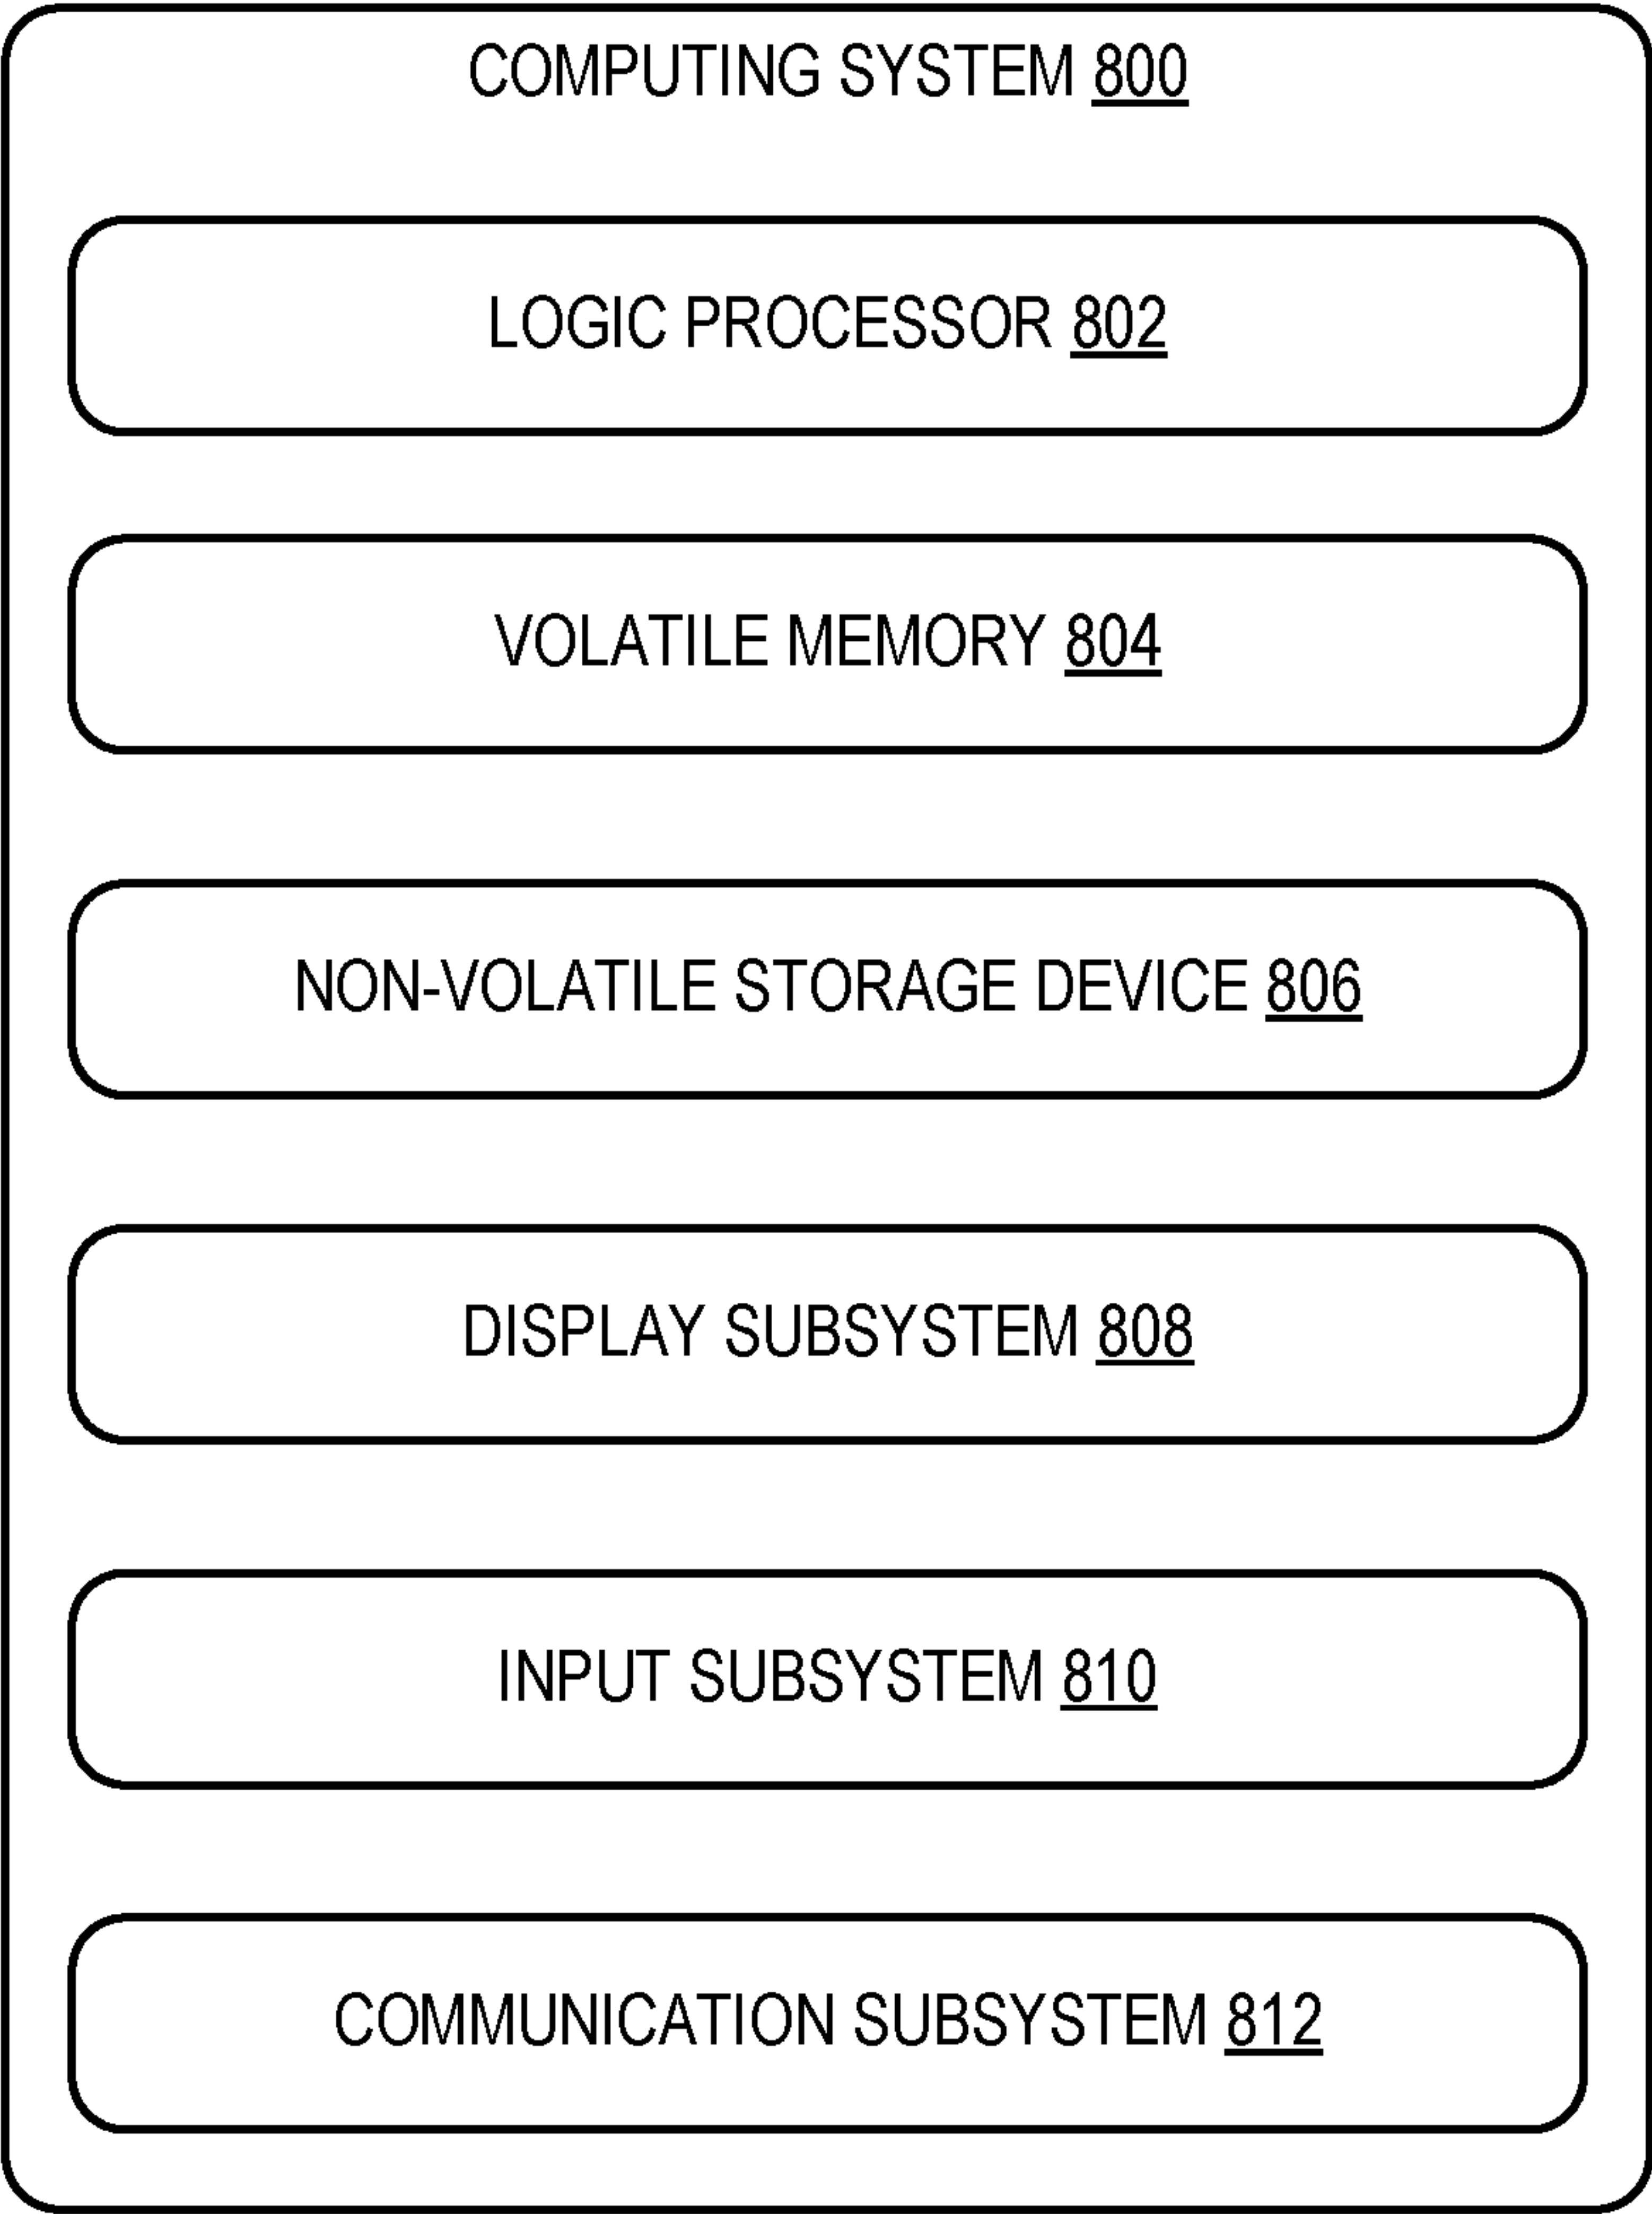 COMPUTING SYSTEM 800
LOGIC PROCESSOR 802
VOLATILE MEMORY 804
NON-VOLATILE STORAGE DEVICE 806
DISPLAY SUBSYSTEM 808
INPUT SUBSYSTEM 810
COMMUNICATION SUBSYSTEM 812